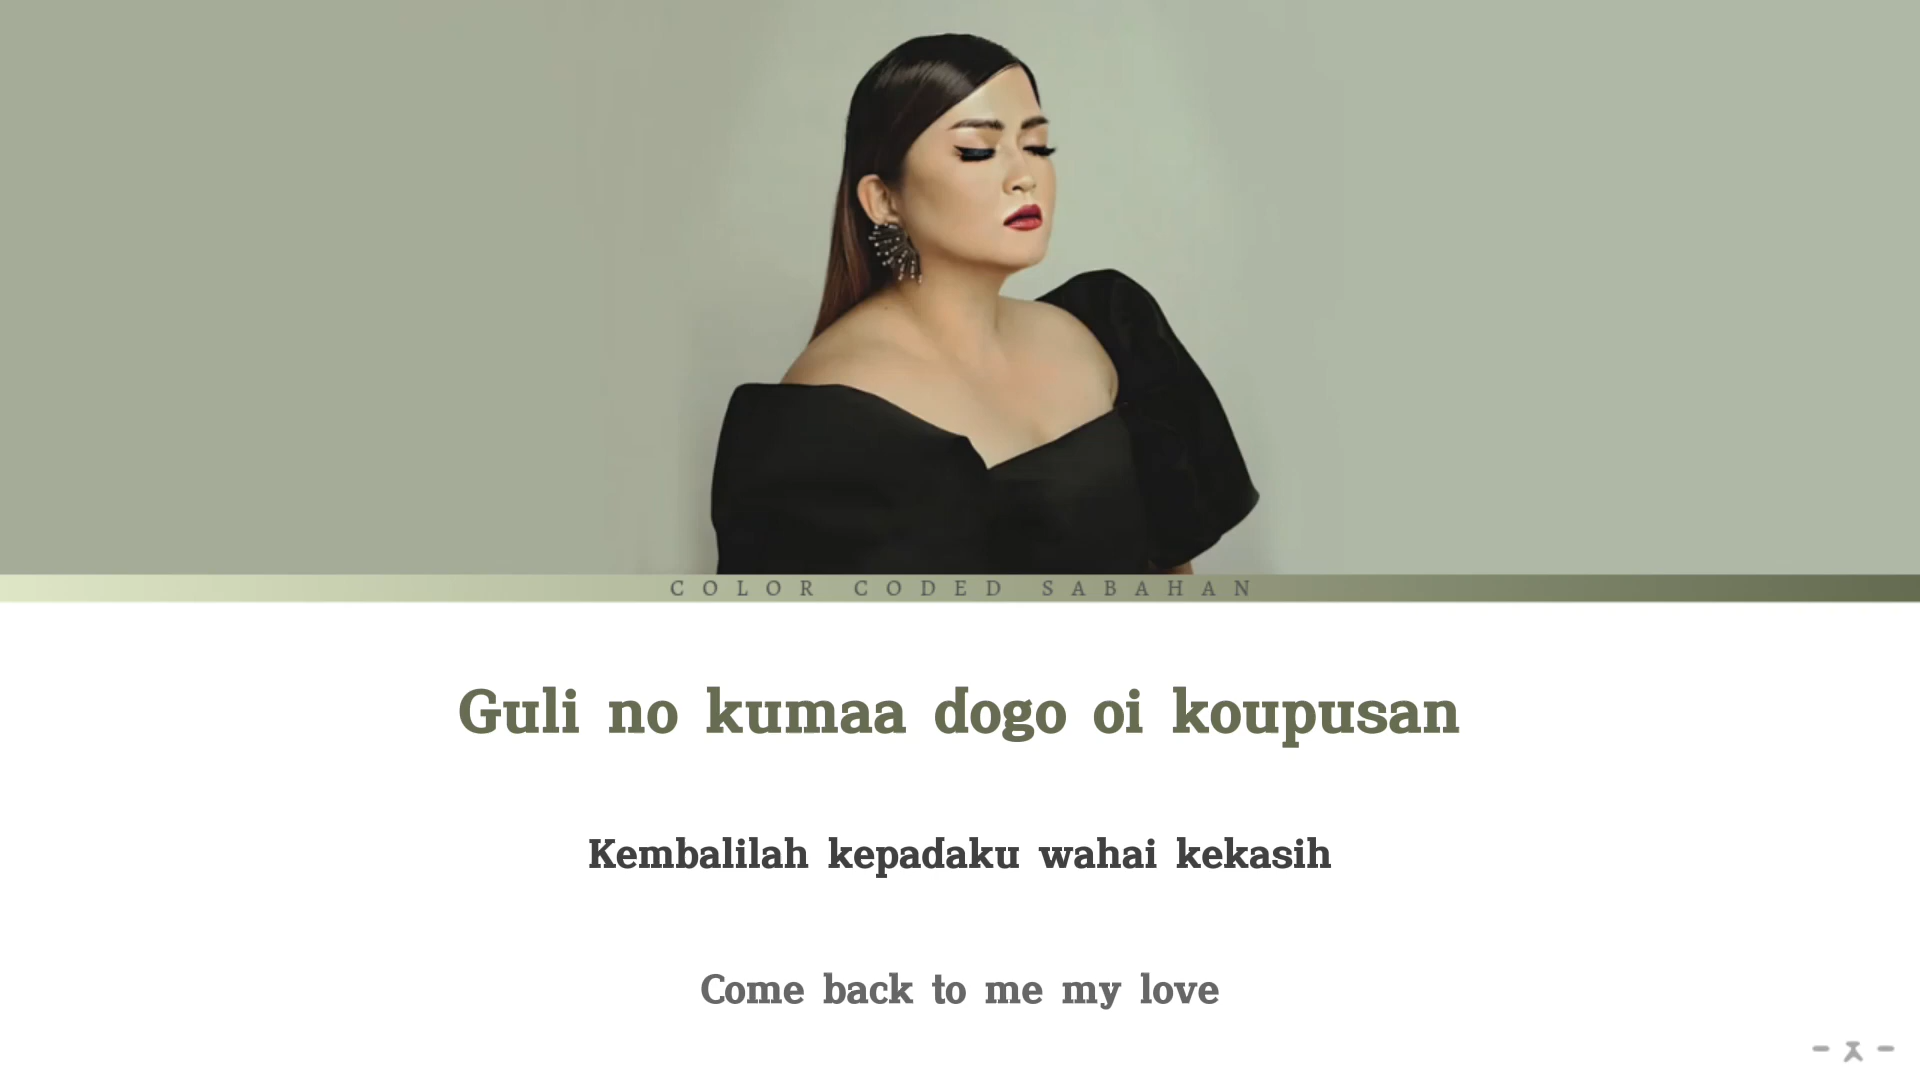 COLOR CODED SABAHAN
Guli no kumaa dogo oi koupusan
Kembalilah kepadaku wahai kekasih
Come back to me my love